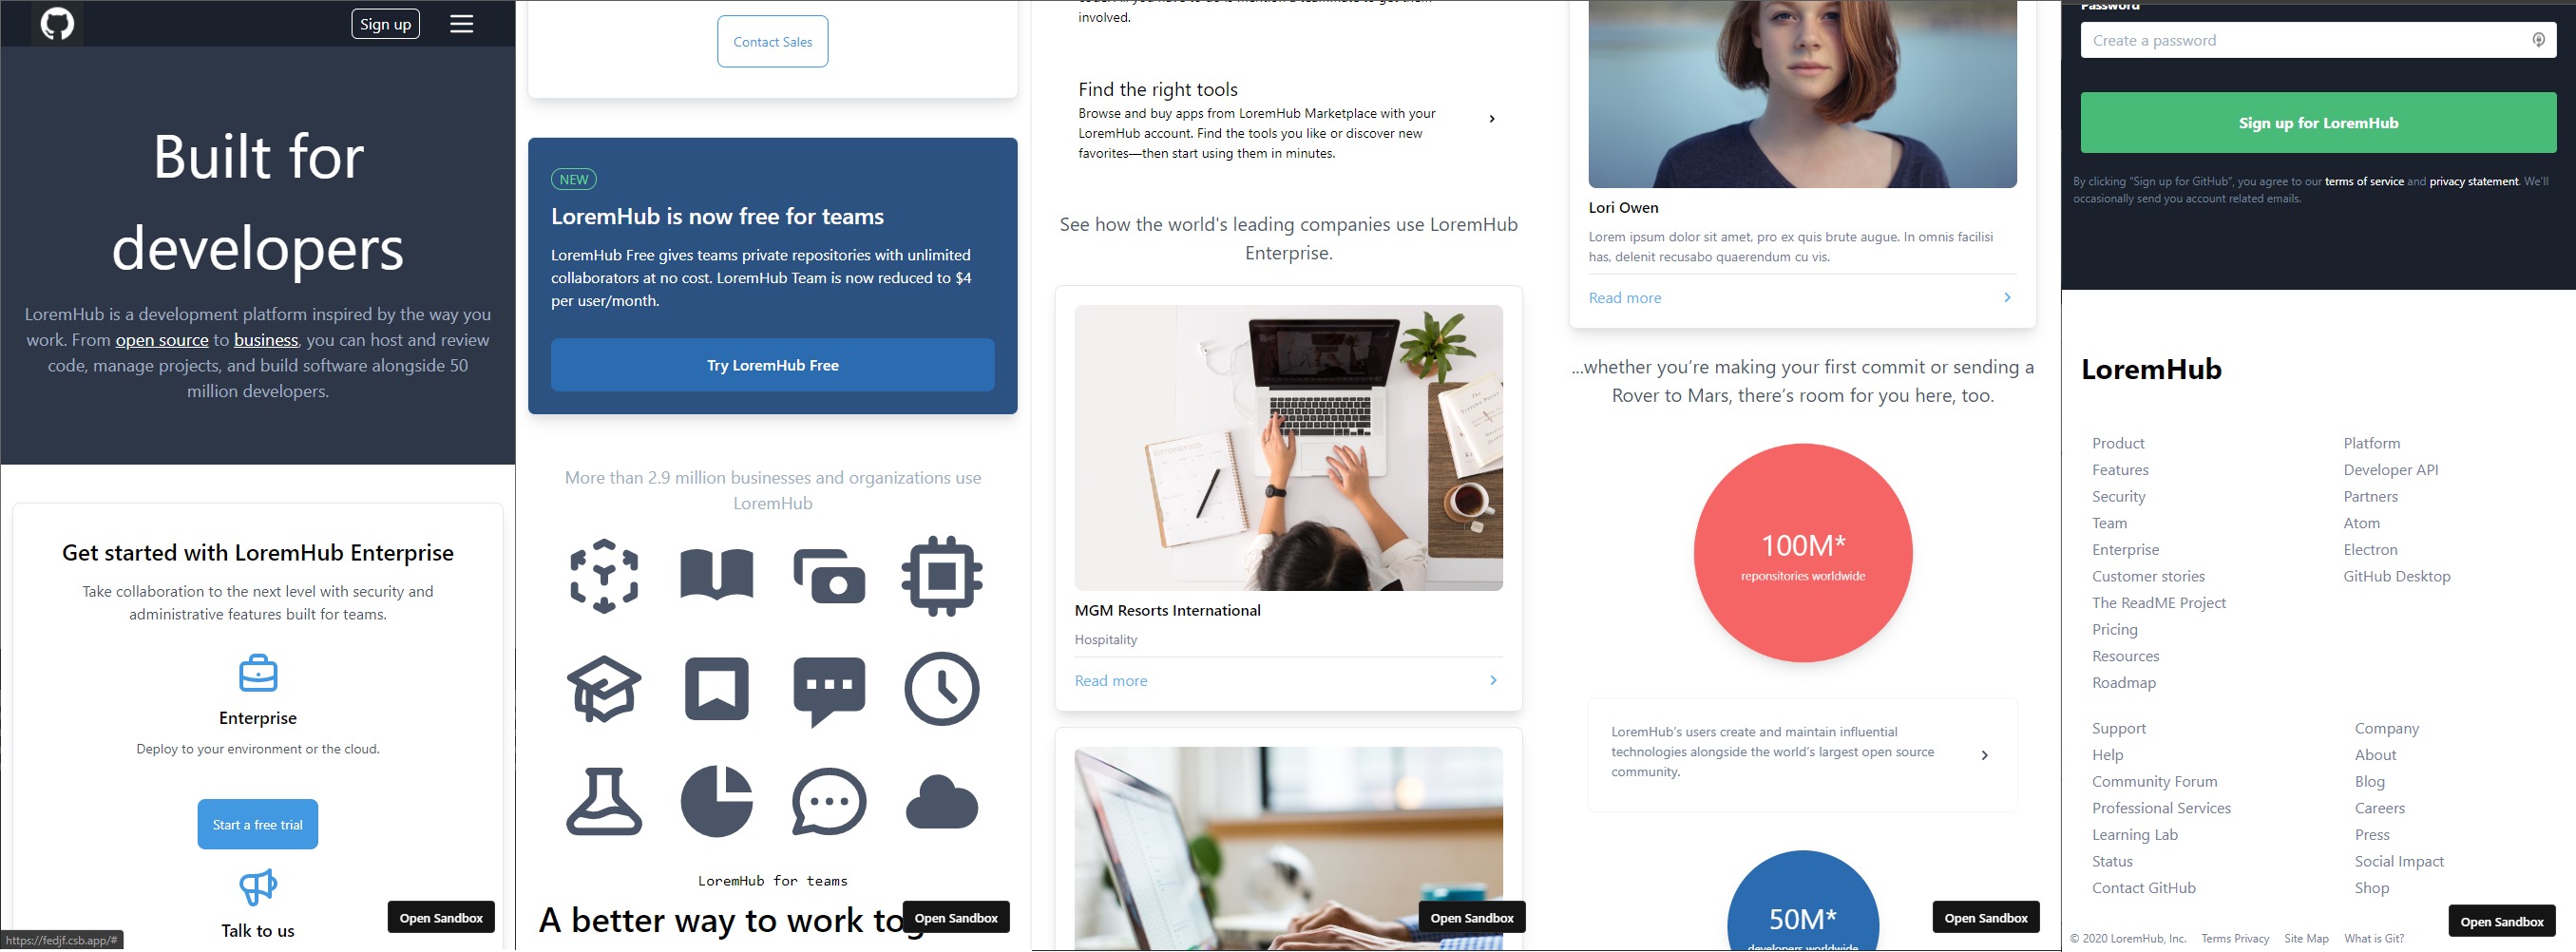 Sign up
Built for
developers
LoremHub is a development platform inspired by the way you
work. From open source to business, you can host and review
code, manage projects, and build software alongside 50
million developers.
Get started with LoremHub Enterprise
Take collaboration to the next level with security and
administrative features built for teams.
Enterprise
Deploy to your environment or the cloud.
Start a free trial
Talk to us
Open Sandbox
https://fedjf.csb.app/#
Contact Sales
NEW
LoremHub is now free for teams
LoremHub Free gives teams private repositories with unlimited
collaborators at no cost. LoremHub Team is now reduced to $4
per user/month.
Try LoremHub Free
More than 2.9 million businesses and organizations use
LoremHub
LoremHub for teams
A better way to work
Open Sandbox
involved.
Find the right tools
Browse and buy apps from LoremHub Marketplace with your
LoremHub account. Find the tools you like or discover new
favorites—then start using them in minutes.
See how the world's leading companies use LoremHub
Enterprise.
MGM Resorts International
Hospitality
Read more
Open Sandbox
Lori Owen
Lorem ipsum dolor sit amet, pro ex quis brute augue. In omnis facilisi
has, delenit recusabo quaerendum cu vis.
Read more
...whether you’re making your first commit or sending a
Rover to Mars, there’s room for you here, too.
100M*
reponsitories worldwide
LoremHub’s users create and maintain influential
technologies alongside the world’s largest open source
community.
50M*
developers worldwide
Open Sandbox
Password
Create a password
Sign up for LoremHub
By clicking “Sign up for GitHub”, you agree to our terms of service and privacy statement. We’ll
occasionally send you account related emails.
LoremHub
Product
Features
Security
Team
Enterprise
Customer stories
The ReadME Project
Pricing
Resources
Roadmap
Platform
Developer API
Partners
Atom
Electron
GitHub Desktop
Support
Help
Community Forum
Professional Services
Learning Lab
Status
Contact GitHub
Company
About
Blog
Careers
Press
Social Impact
Shop
Open Sandbox
© 2020 LoremHub, Inc. Terms Privacy Site Map What is Git?